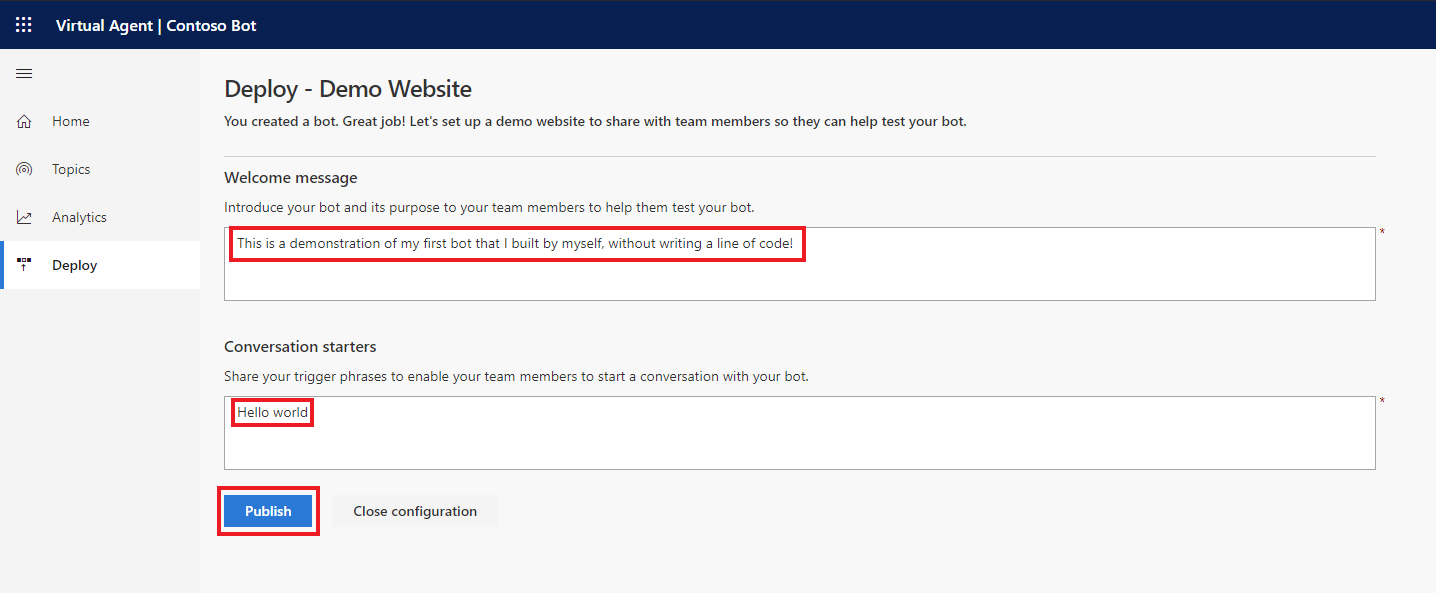 Virtual Agent | Contoso Bot
Home
Topics
Analytics
Deploy
Deploy - Demo Website
You created a bot. Great job! Let's set up a demo website to share with team members so they can help test your bot.
Welcome message
Introduce your bot and its purpose to your team members to help them test your bot.
This is a demonstration of my first bot that I built by myself, without writing a line of code!
*
Conversation starters
Share your trigger phrases to enable your team members to start a conversation with your bot.
Hello world
*
Publish
Close configuration